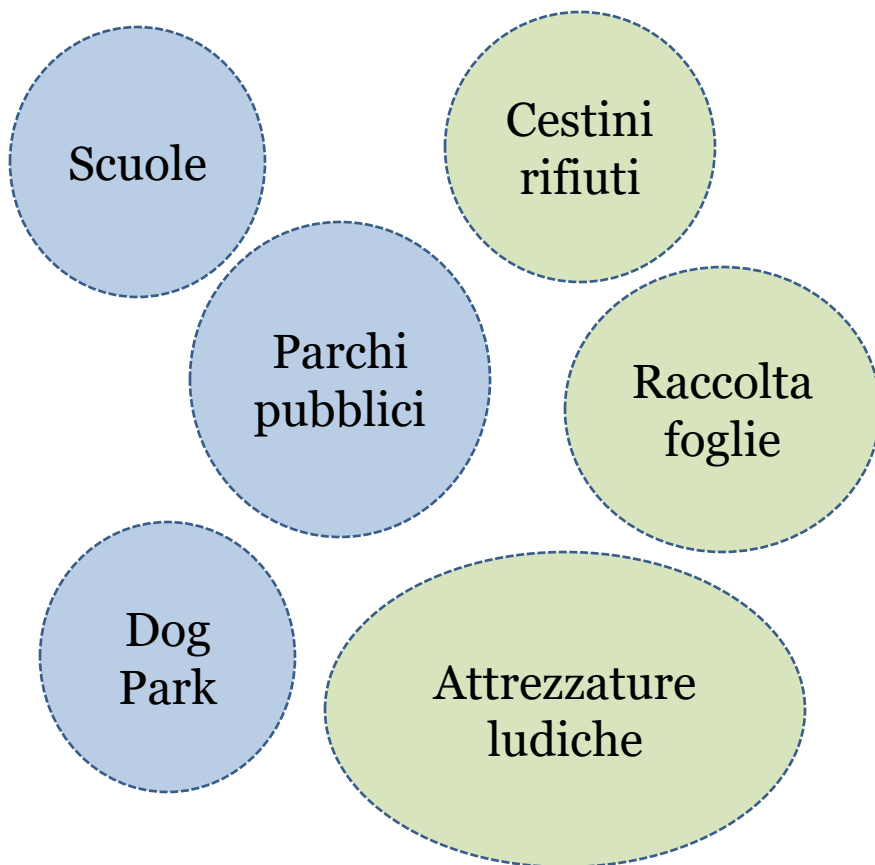 Scuole
Cestini
rifiuti
Parchi
pubblici
Raccolta
foglie
Dog
Park
Attrezzature
ludiche